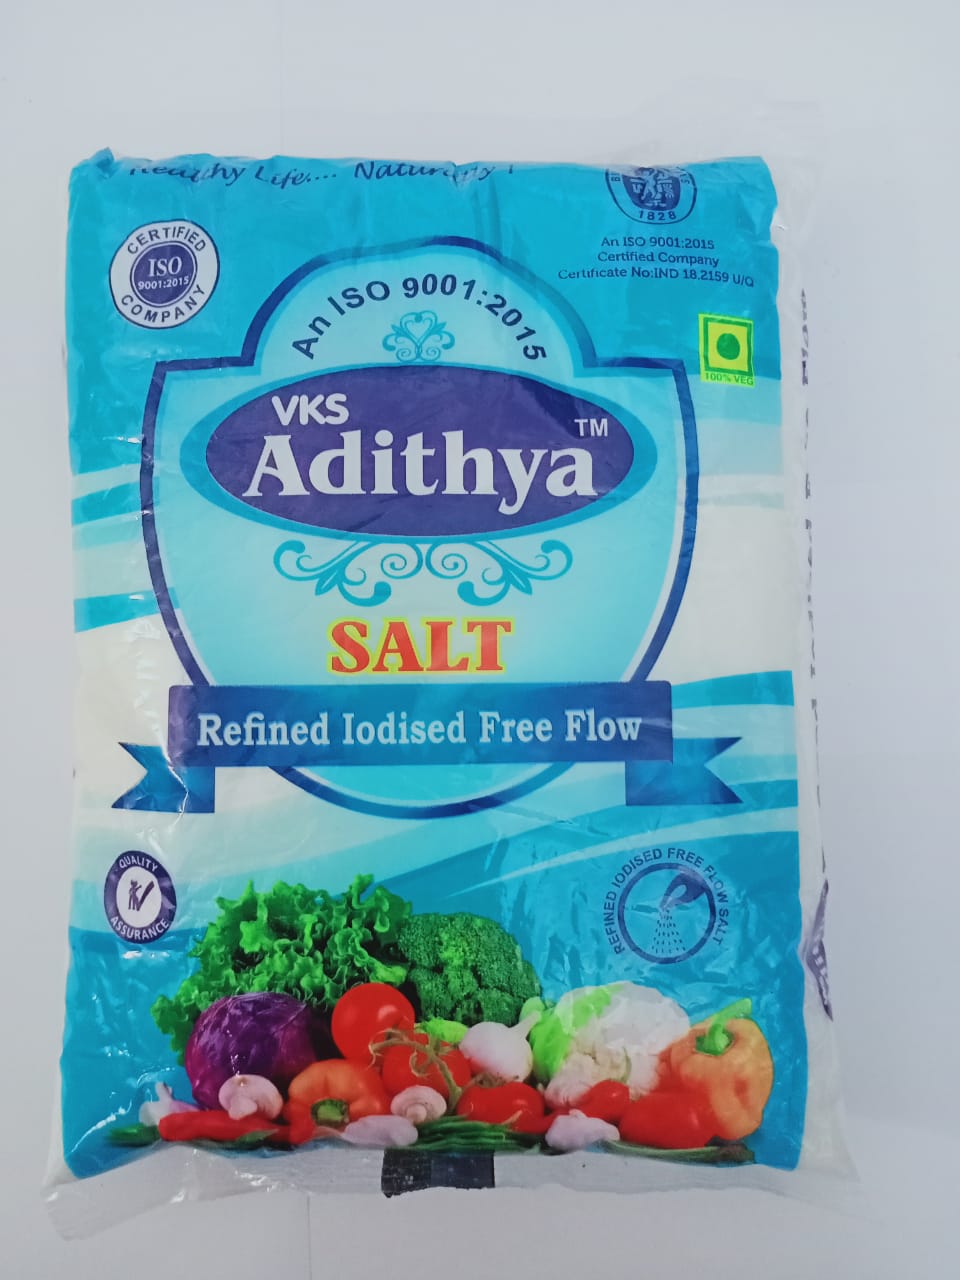 Healthy Life.... Naturally !
1828
An ISO 9001:2015
Certified Company
Certificate No:IND 18.2159 U/Q
CERTIFIED
ISO
9001:2015
COMPANY
An ISO 9001:2015
100% VEG
VKS
Adithya TM
SALT
Refined Iodised Free Flow
QUALITY
ASSURANCE
REFINED IODISED FREE FLOW SALT